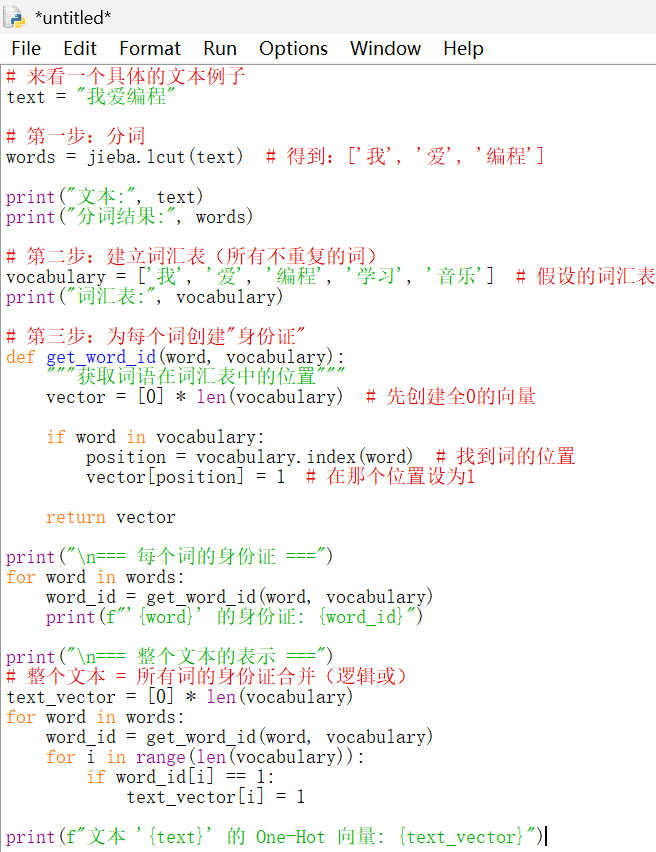 *untitled*
File Edit Format Run Options Window Help
# 来看一个具体的文本例子
text = "我爱编程"
# 第一步：分词
words = jieba.lcut(text)  # 得到：['我', '爱', '编程']
print("文本:", text)
print("分词结果:", words)
# 第二步：建立词汇表（所有不重复的词）
vocabulary = ['我', '爱', '编程', '学习', '音乐']  # 假设的词汇表
print("词汇表:", vocabulary)
# 第三步：为每个词创建"身份证"
def get_word_id(word, vocabulary):
    """获取词语在词汇表中的位置"""
    vector = [0] * len(vocabulary)  # 先创建全0的向量
    if word in vocabulary:
        position = vocabulary.index(word)  # 找到词的位置
        vector[position] = 1  # 在那个位置设为1
    return vector
print("\n=== 每个词的身份证 ===")
for word in words:
    word_id = get_word_id(word, vocabulary)
    print(f"'{word}' 的身份证: {word_id}")
print("\n=== 整个文本的表示 ===")
# 整个文本 = 所有词的身份证合并（逻辑或）
text_vector = [0] * len(vocabulary)
for word in words:
    word_id = get_word_id(word, vocabulary)
    for i in range(len(vocabulary)):
        if word_id[i] == 1:
            text_vector[i] = 1
print(f"文本 '{text}' 的 One-Hot 向量: {text_vector}")